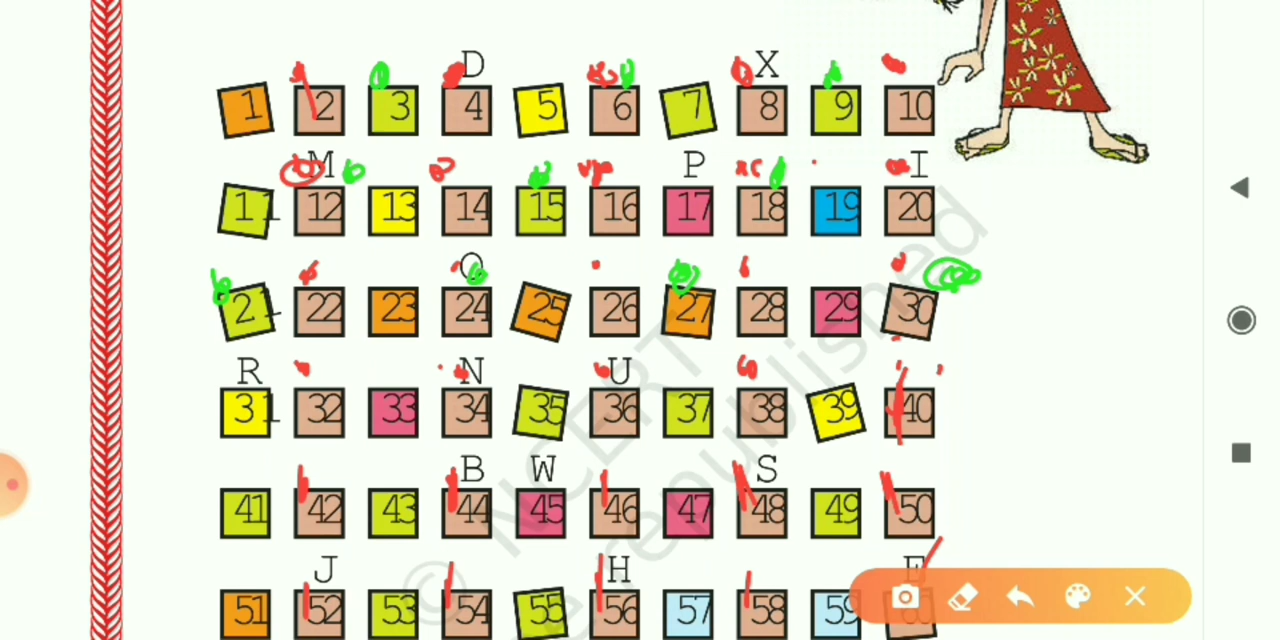 D X
1 2 3 4 5 6 7 8 9 10
M P I
11 12 13 14 15 16 17 18 19 20
O
21 22 23 24 25 26 27 28 29 30
R N U
31 32 33 34 35 36 37 38 39 40
B W S
41 42 43 44 45 46 47 48 49 50
J H
51 52 53 54 55 56 57 58 59
© NCERT
republished